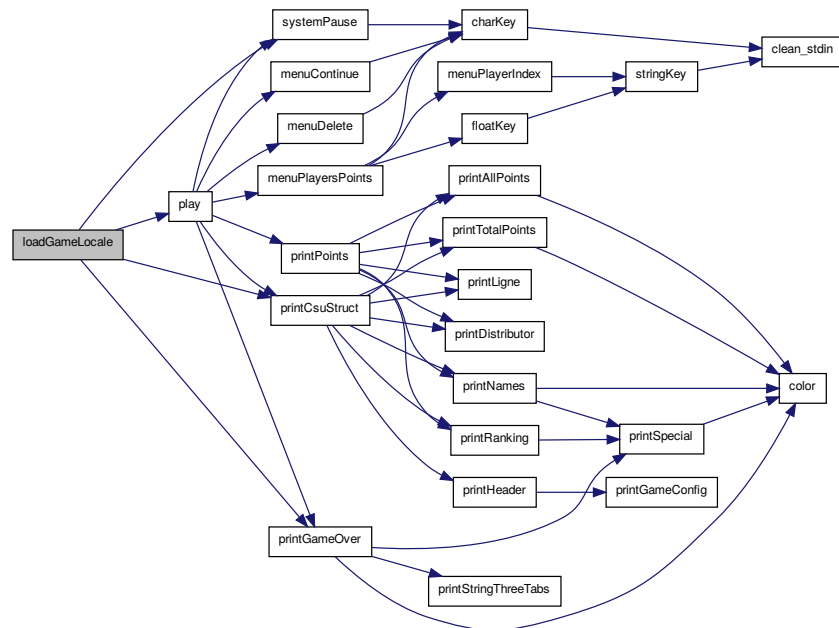 systemPause
charKey
clean_stdin
menuContinue
menuPlayerIndex
stringKey
menuDelete
floatKey
menuPlayersPoints
printAllPoints
play
printTotalPoints
loadGameLocale
printPoints
printLigne
printCsuStruct
printDistributor
printNames
color
printRanking
printSpecial
printHeader
printGameConfig
printGameOver
printStringThreeTabs